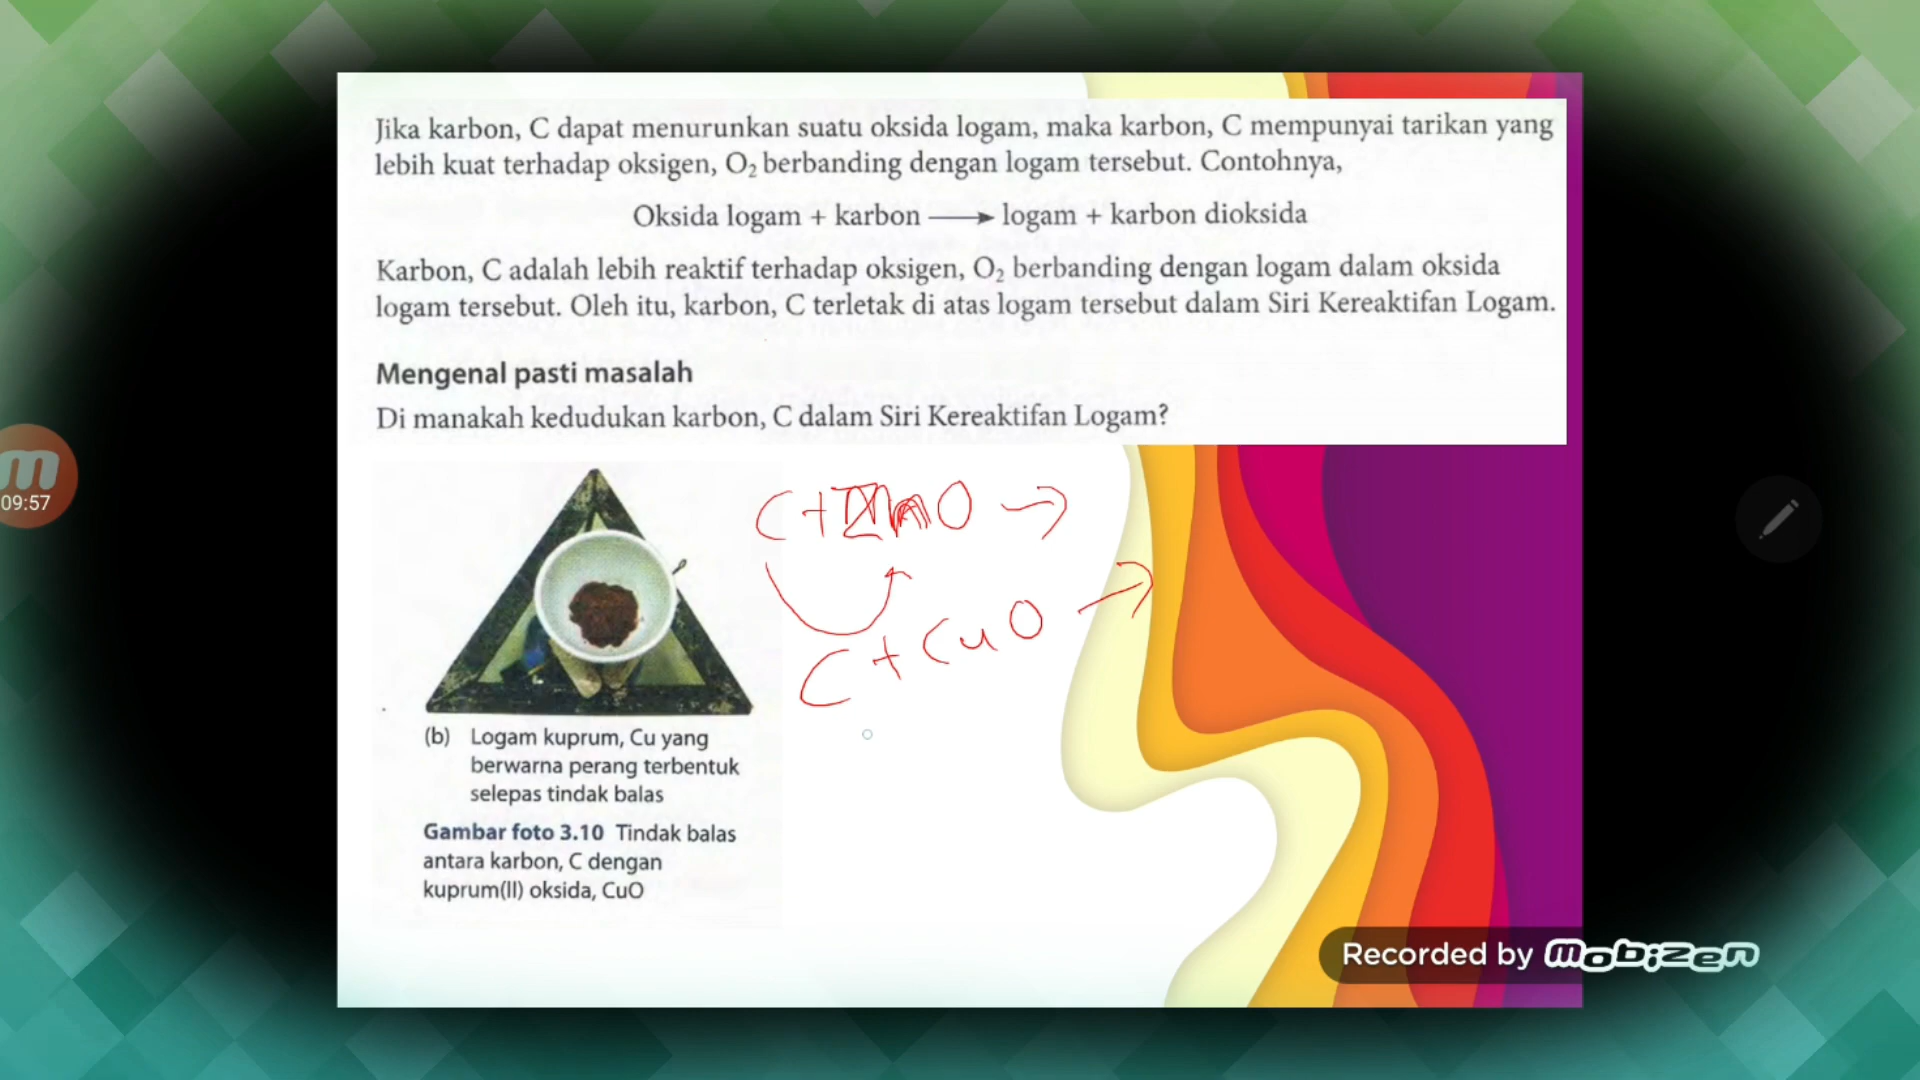 Jika karbon, C dapat menurunkan suatu oksida logam, maka karbon, C mempunyai tarikan yang
lebih kuat terhadap oksigen, O₂ berbanding dengan logam tersebut. Contohnya,
Oksida logam + karbon ⟶ logam + karbon dioksida
Karbon, C adalah lebih reaktif terhadap oksigen, O₂ berbanding dengan logam dalam oksida
logam tersebut. Oleh itu, karbon, C terletak di atas logam tersebut dalam Siri Kereaktifan Logam.
Mengenal pasti masalah
Di manakah kedudukan karbon, C dalam Siri Kereaktifan Logam?
09:57
C + O →
C + CuO →
(b) Logam kuprum, Cu yang
berwarna perang terbentuk
selepas tindak balas
Gambar foto 3.10 Tindak balas
antara karbon, C dengan
kuprum(II) oksida, CuO
Recorded by mobizen